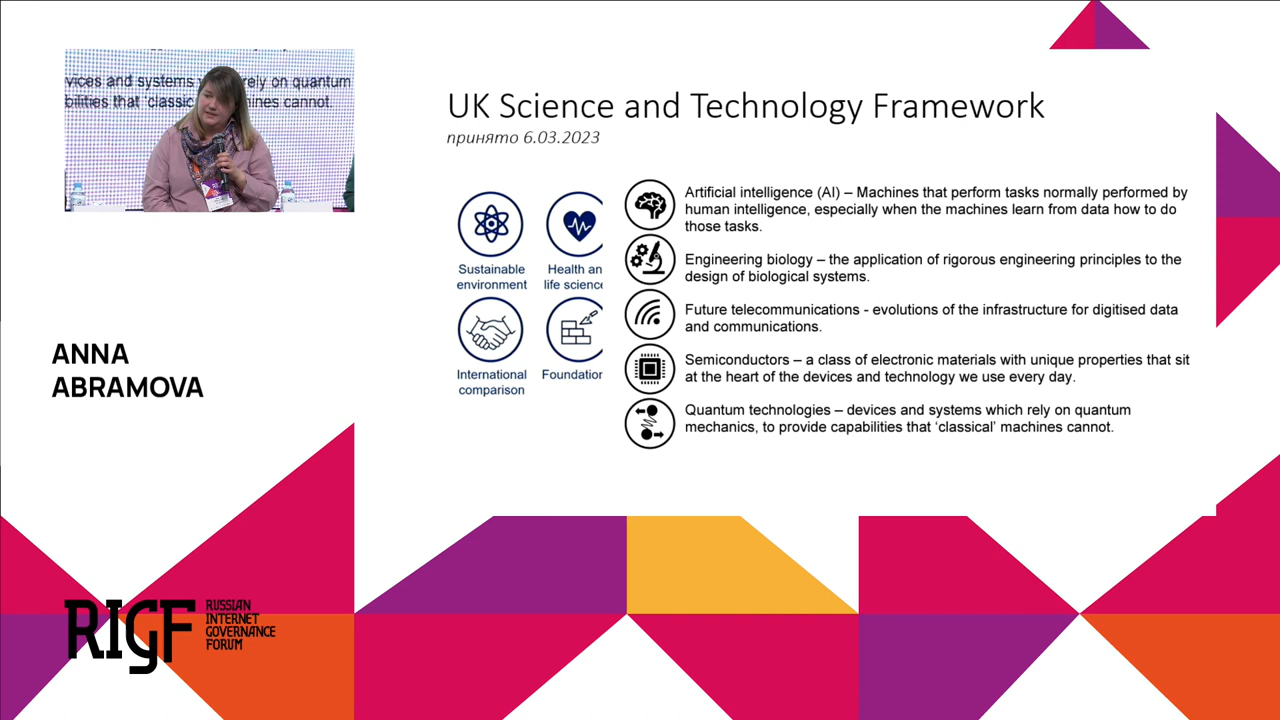 vices and systems
rely on quantum
bilities that 'classic
ines cannot.
UK Science and Technology Framework
принято 6.03.2023
Sustainable
environment
Health an
life science
International
comparison
Foundation
Artificial intelligence (AI) – Machines that perform tasks normally performed by
human intelligence, especially when the machines learn from data how to do
those tasks.
Engineering biology – the application of rigorous engineering principles to the
design of biological systems.
Future telecommunications - evolutions of the infrastructure for digitised data
and communications.
Semiconductors – a class of electronic materials with unique properties that sit
at the heart of the devices and technology we use every day.
Quantum technologies – devices and systems which rely on quantum
mechanics, to provide capabilities that ‘classical’ machines cannot.
ANNA
ABRAMOVA
RIGF
RUSSIAN
INTERNET
GOVERNANCE
FORUM